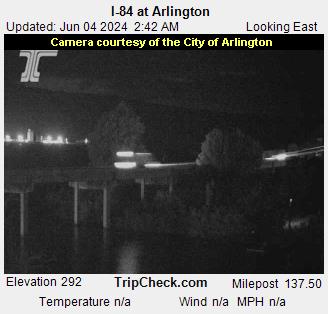 I-84 at Arlington
Updated: Jun 04 2024 2:42 AM Looking East
Camera courtesy of the City of Arlington
Elevation 292 TripCheck.com Milepost 137.50
Temperature n/a Wind n/a MPH n/a